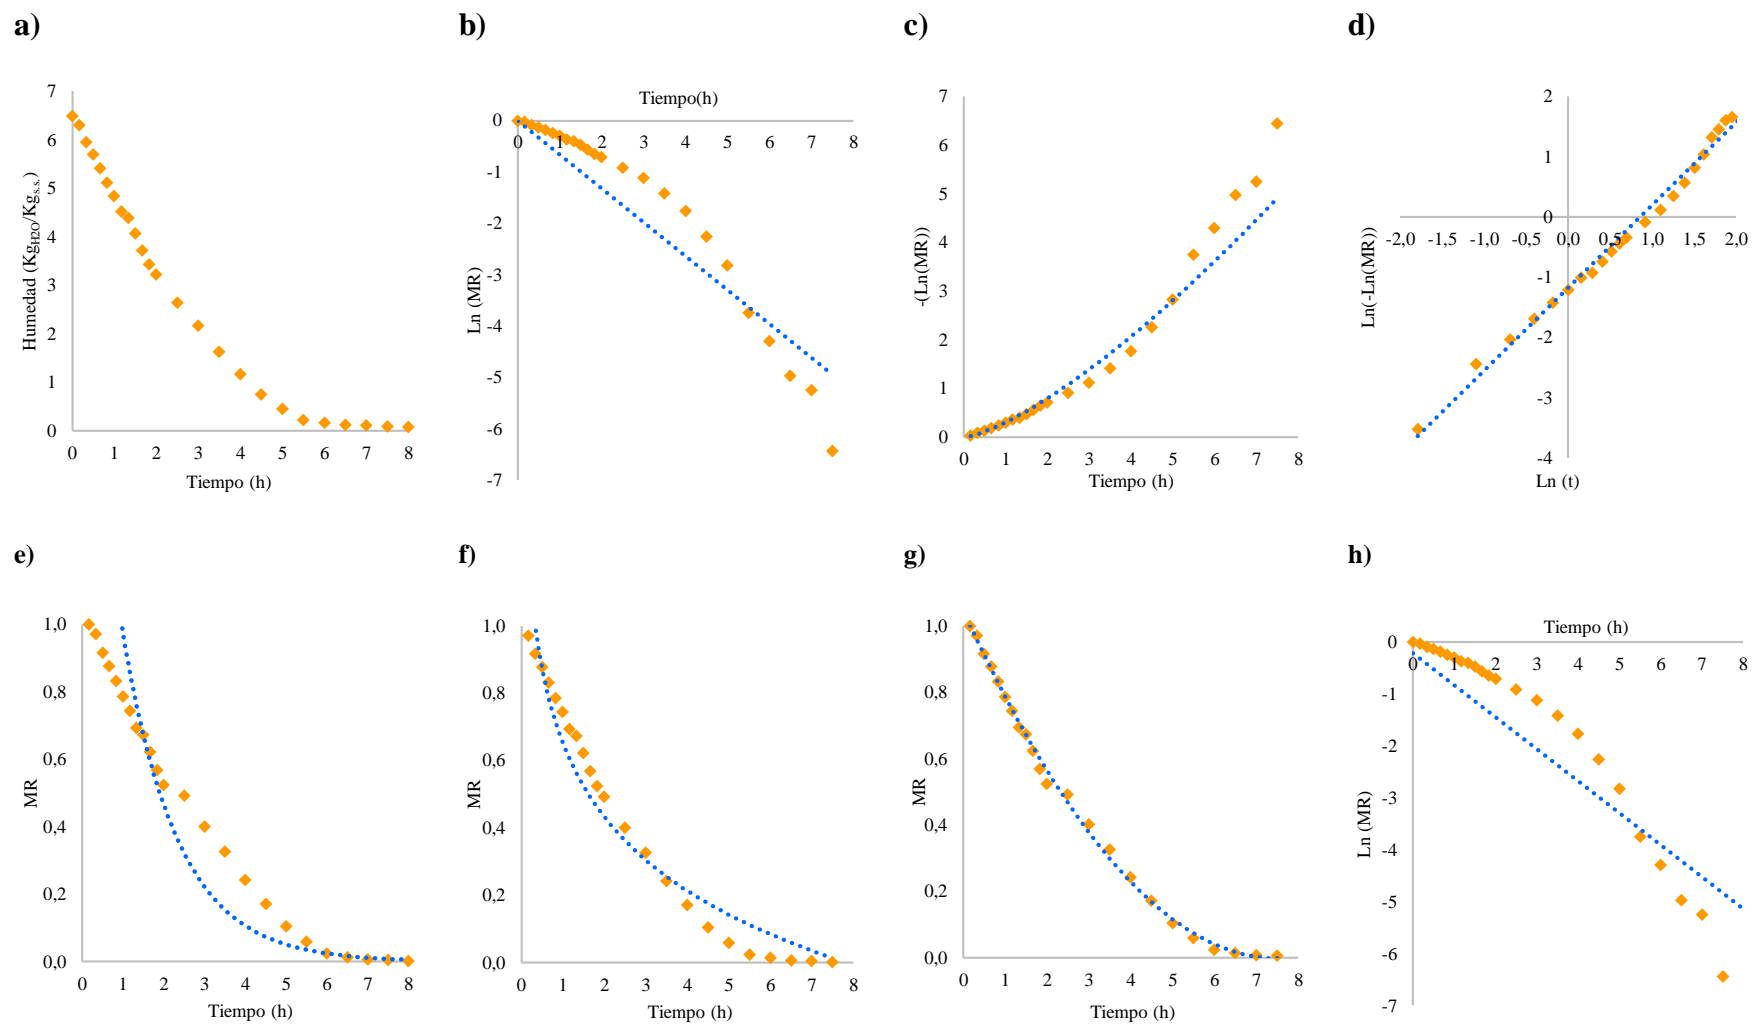 a)
b)
c)
d)
7
6
5
4
3
2
1
0
0 1 2 3 4 5 6 7 8
Humedad (Kg_H2O/Kg_s.s.)
Tiempo (h)
Tiempo(h)
0
-1
-2
-3
-4
-5
-6
-7
0 1 2 3 4 5 6 7 8
Ln (MR)
7
6
5
4
3
2
1
0
0 1 2 3 4 5 6 7 8
-(Ln(MR))
Tiempo (h)
2
1
0
-1
-2
-3
-4
-2,0 -1,5 -1,0 -0,5 0,0 0,5 1,0 1,5 2,0
Ln(-Ln(MR))
Ln (t)
e)
f)
g)
h)
1,0
0,8
0,6
0,4
0,2
0,0
0 1 2 3 4 5 6 7 8
MR
Tiempo (h)
1,0
0,8
0,6
0,4
0,2
0,0
0 1 2 3 4 5 6 7 8
MR
Tiempo (h)
1,0
0,8
0,6
0,4
0,2
0,0
0 1 2 3 4 5 6 7 8
MR
Tiempo (h)
Tiempo (h)
0
-1
-2
-3
-4
-5
-6
-7
0 1 2 3 4 5 6 7 8
Ln (MR)